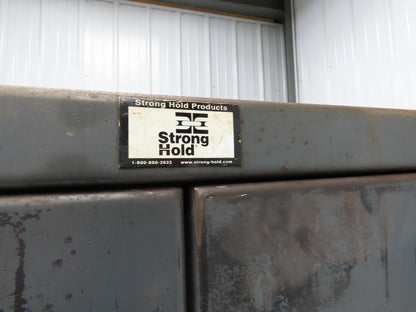 Strong Hold Products
Strong
Hold
1-800-880-2625 www.strong-hold.com